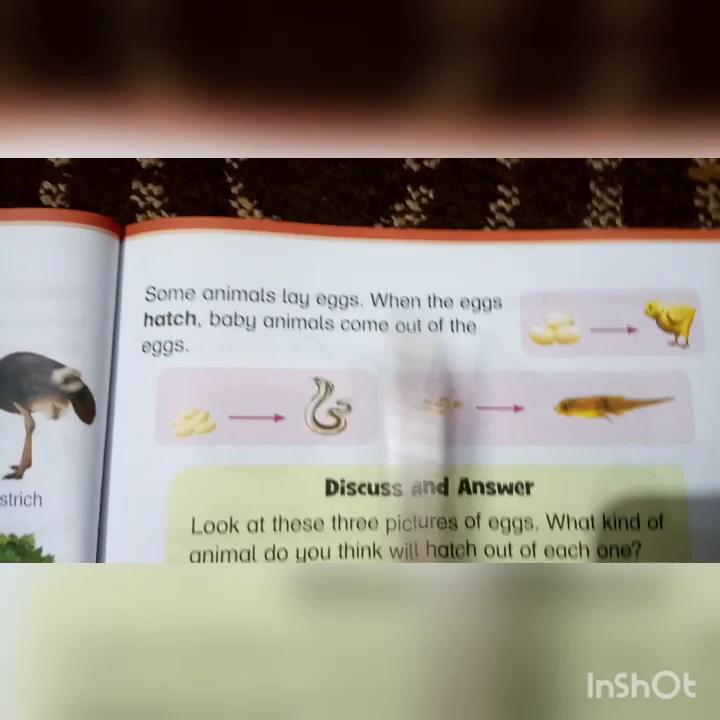 Some animals lay eggs. When the eggs
hatch, baby animals come out of the
eggs.
strich
Discuss and Answer
Look at these three pictures of eggs. What kind of
animal do you think will hatch out of each one?
InShOt